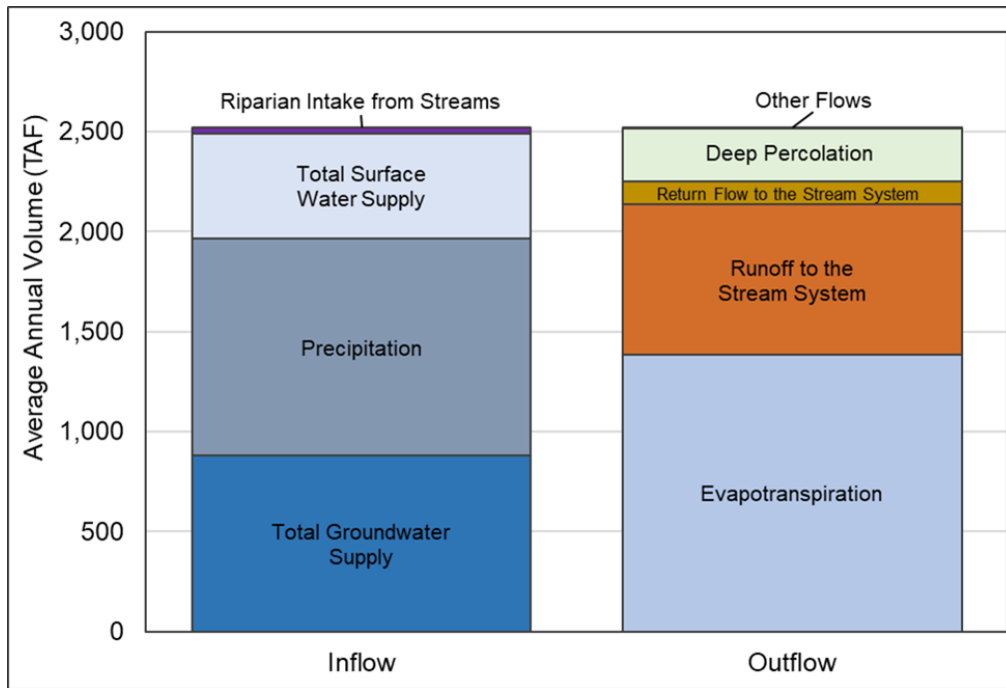 3,000
2,500
2,000
1,500
1,000
500
0
Average Annual Volume (TAF)
Riparian Intake from Streams
Total Surface
Water Supply
Precipitation
Total Groundwater
Supply
Other Flows
Deep Percolation
Return Flow to the Stream System
Runoff to the
Stream System
Evapotranspiration
Inflow
Outflow